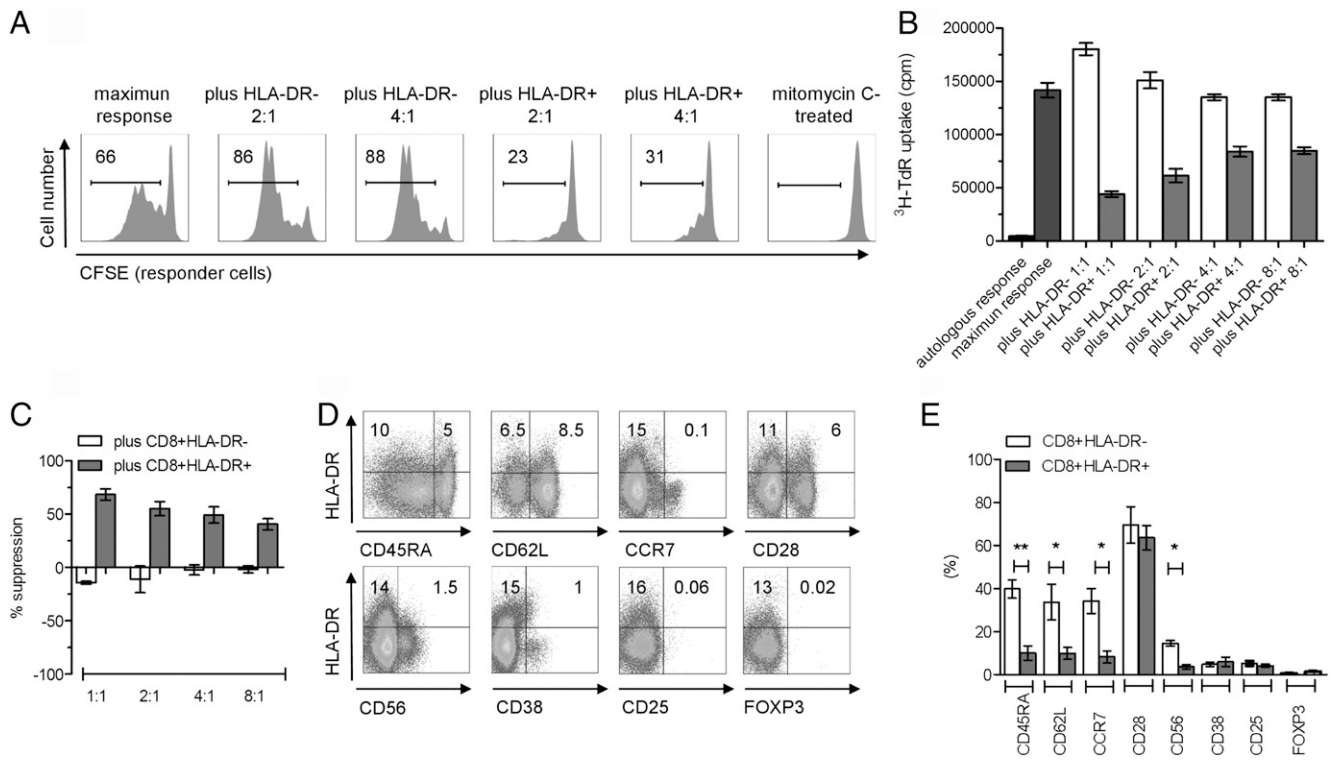 A
maximun response
plus HLA-DR- 2:1
plus HLA-DR- 4:1
plus HLA-DR+ 2:1
plus HLA-DR+ 4:1
mitomycin C-treated
66
86
88
23
31
Cell number
CFSE (responder cells)
B
³H-TdR uptake (cpm)
200000
150000
100000
50000
0
autologous response
maximun response
plus HLA-DR- 1:1
plus HLA-DR+ 1:1
plus HLA-DR- 2:1
plus HLA-DR+ 2:1
plus HLA-DR- 4:1
plus HLA-DR+ 4:1
plus HLA-DR- 8:1
plus HLA-DR+ 8:1
C
plus CD8+HLA-DR-
plus CD8+HLA-DR+
% suppression
100
50
0
-50
-100
1:1
2:1
4:1
8:1
D
HLA-DR
10
5
CD45RA
6.5
8.5
CD62L
15
0.1
CCR7
11
6
CD28
HLA-DR
14
1.5
CD56
15
1
CD38
16
0.06
CD25
13
0.02
FOXP3
E
CD8+HLA-DR-
CD8+HLA-DR+
(%)
100
80
60
40
20
0
**
*
*
*
CD45RA
CD62L
CCR7
CD28
CD56
CD38
CD25
FOXP3